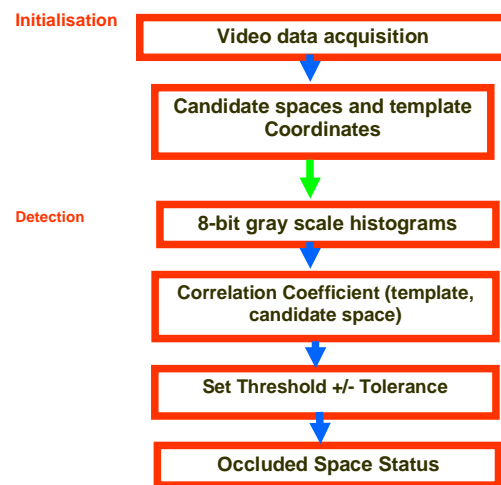 Initialisation
Video data acquisition
Candidate spaces and template
Coordinates
Detection
8-bit gray scale histograms
Correlation Coefficient (template,
candidate space)
Set Threshold +/- Tolerance
Occluded Space Status